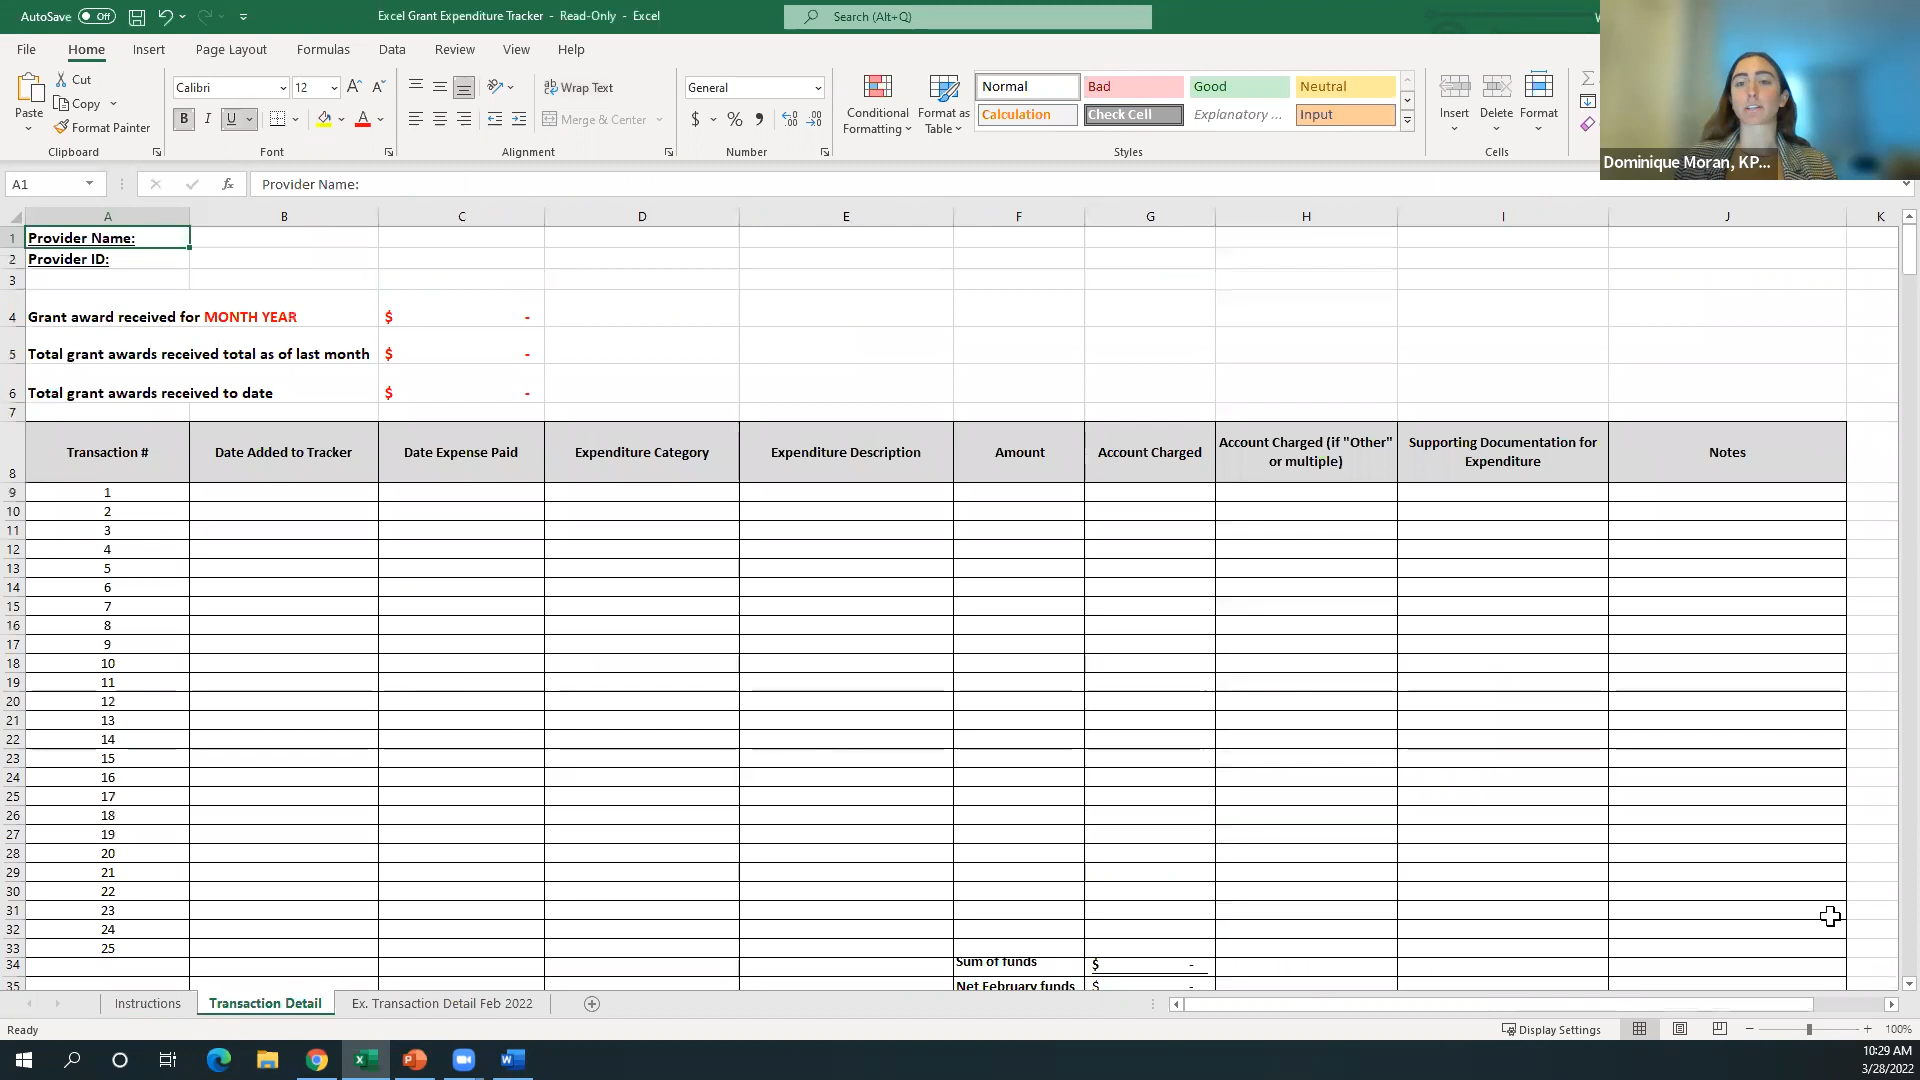 AutoSave Off Excel Grant Expenditure Tracker - Read-Only - Excel Search (Alt+Q)
File Home Insert Page Layout Formulas Data Review View Help
Paste Cut Copy Format Painter
Calibri 12 A A B I U A
Wrap Text Merge & Center
General $ % ,
Conditional Formatting Format as Table
Normal Bad Good Neutral
Calculation Check Cell Explanatory ... Input
Insert Delete Format
Clipboard Font Alignment Number Styles Cells
Dominique Moran, KP...
A1 fx Provider Name:
A B C D E F G H I J K
1 Provider Name:
2 Provider ID:
3
4 Grant award received for MONTH YEAR $ -
5 Total grant awards received total as of last month $ -
6 Total grant awards received to date $ -
7
8 Transaction # Date Added to Tracker Date Expense Paid Expenditure Category Expenditure Description Amount Account Charged Account Charged (if "Other" or multiple) Supporting Documentation for Expenditure Notes
9 1
10 2
11 3
12 4
13 5
14 6
15 7
16 8
17 9
18 10
19 11
20 12
21 13
22 14
23 15
24 16
25 17
26 18
27 19
28 20
29 21
30 22
31 23
32 24
33 25
34 Sum of funds $ -
35 Net February funds $ -
Instructions Transaction Detail Ex. Transaction Detail Feb 2022
Ready Display Settings 100%
10:29 AM
3/28/2022